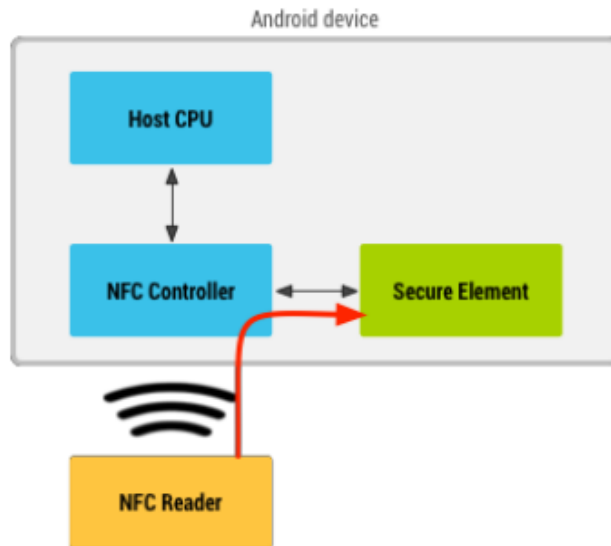 Android device
Host CPU
NFC Controller
Secure Element
NFC Reader